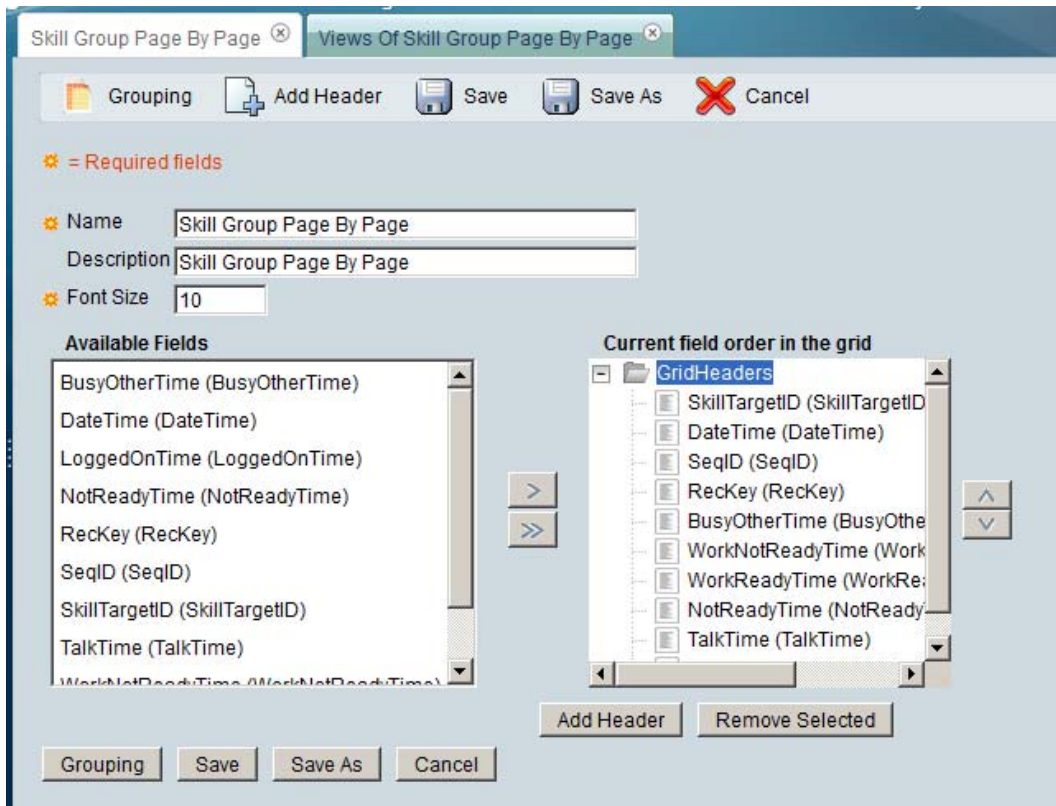 Skill Group Page By Page
Views Of Skill Group Page By Page
Grouping Add Header Save Save As Cancel
= Required fields
Name Skill Group Page By Page
Description Skill Group Page By Page
Font Size 10
Available Fields
BusyOtherTime (BusyOtherTime)
DateTime (DateTime)
LoggedOnTime (LoggedOnTime)
NotReadyTime (NotReadyTime)
RecKey (RecKey)
SeqID (SeqID)
SkillTargetID (SkillTargetID)
TalkTime (TalkTime)
WorkNotReadyTime (WorkNotReadyTime)
>
>>
Current field order in the grid
GridHeaders
SkillTargetID (SkillTargetID
DateTime (DateTime)
SeqID (SeqID)
RecKey (RecKey)
BusyOtherTime (BusyOthe
WorkNotReadyTime (Work
WorkReadyTime (WorkRea
NotReadyTime (NotReady
TalkTime (TalkTime)
Add Header Remove Selected
Grouping Save Save As Cancel